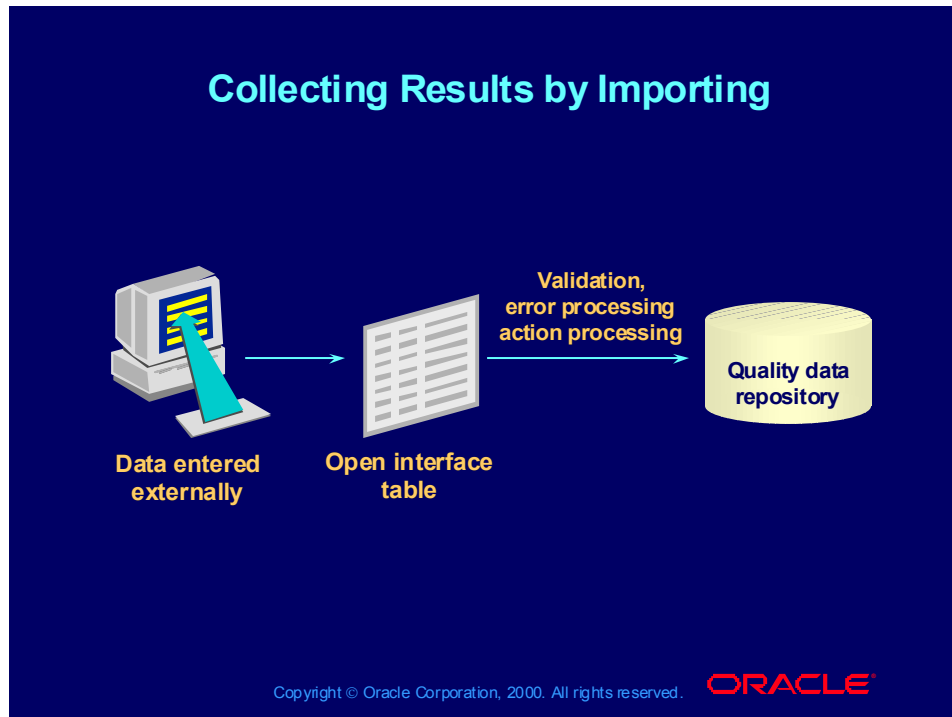 Collecting Results by Importing
Validation,
error processing
action processing
Quality data
repository
Data entered
externally
Open interface
table
Copyright © Oracle Corporation, 2000. All rights reserved.
ORACLE®